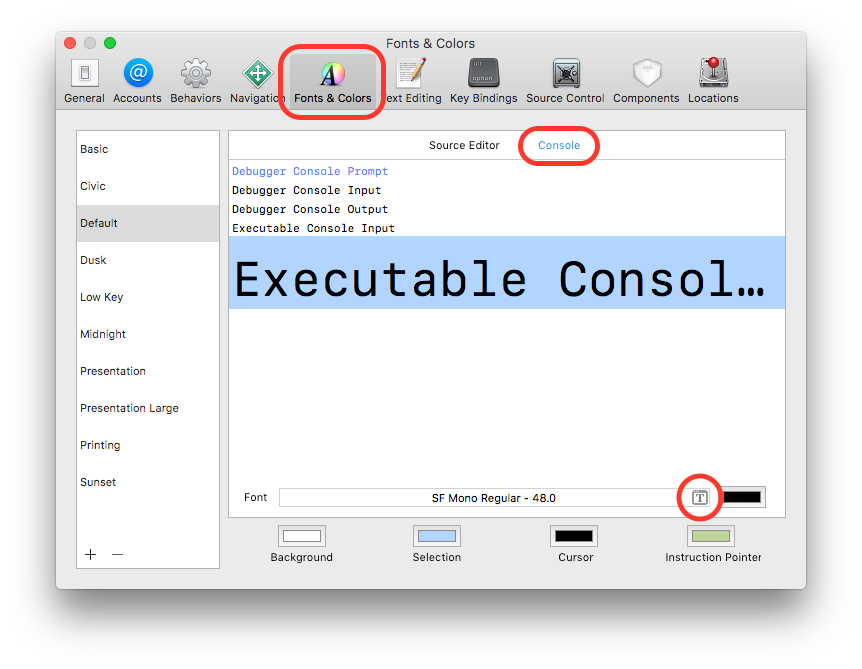 Fonts & Colors
General Accounts Behaviors Navigation Fonts & Colors Text Editing Key Bindings Source Control Components Locations
Source Editor Console
Basic
Civic
Default
Dusk
Low Key
Midnight
Presentation
Presentation Large
Printing
Sunset
Debugger Console Prompt
Debugger Console Input
Debugger Console Output
Executable Console Input
Executable Consol…
Font SF Mono Regular - 48.0 T
Background Selection Cursor Instruction Pointer